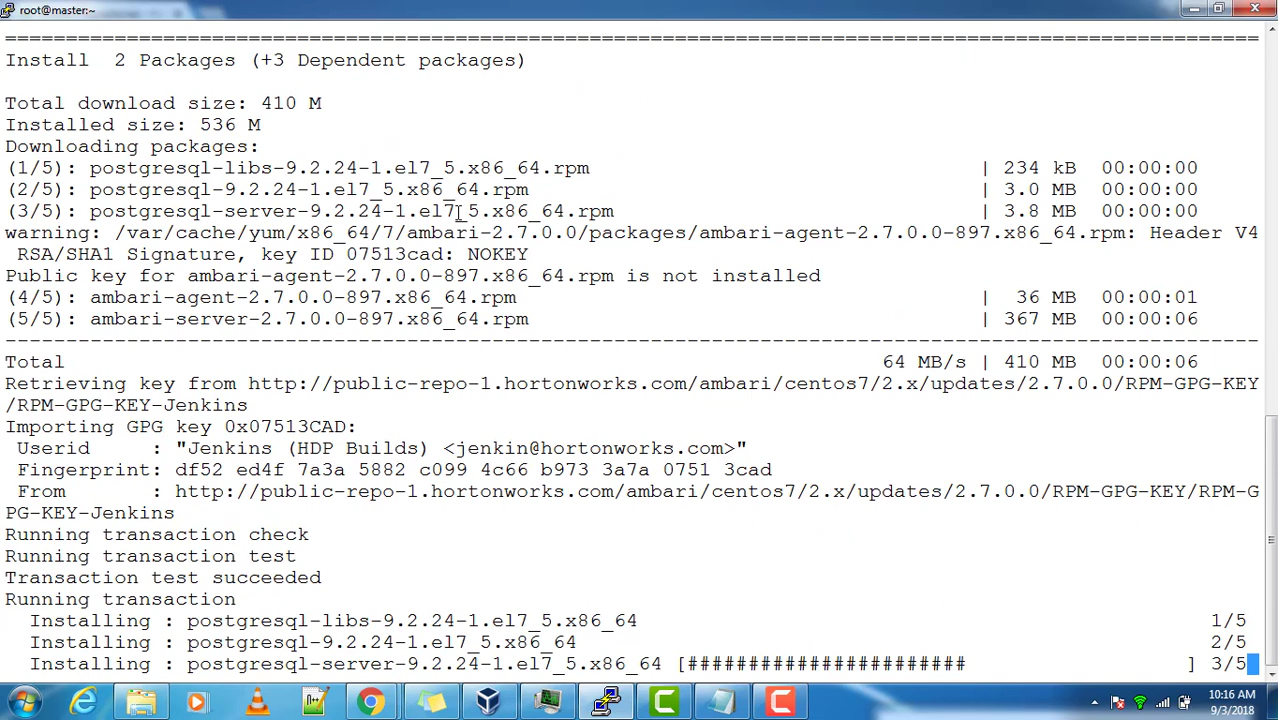 root@master:~
================================================================================
Install  2 Packages (+3 Dependent packages)
Total download size: 410 M
Installed size: 536 M
Downloading packages:
(1/5): postgresql-libs-9.2.24-1.el7_5.x86_64.rpm | 234 kB 00:00:00
(2/5): postgresql-9.2.24-1.el7_5.x86_64.rpm | 3.0 MB 00:00:00
(3/5): postgresql-server-9.2.24-1.el7_5.x86_64.rpm | 3.8 MB 00:00:00
warning: /var/cache/yum/x86_64/7/ambari-2.7.0.0/packages/ambari-agent-2.7.0.0-897.x86_64.rpm: Header V4
RSA/SHA1 Signature, key ID 07513cad: NOKEY
Public key for ambari-agent-2.7.0.0-897.x86_64.rpm is not installed
(4/5): ambari-agent-2.7.0.0-897.x86_64.rpm | 36 MB 00:00:01
(5/5): ambari-server-2.7.0.0-897.x86_64.rpm | 367 MB 00:00:06
--------------------------------------------------------------------------------
Total 64 MB/s | 410 MB 00:00:06
Retrieving key from http://public-repo-1.hortonworks.com/ambari/centos7/2.x/updates/2.7.0.0/RPM-GPG-KEY
/RPM-GPG-KEY-Jenkins
Importing GPG key 0x07513CAD:
Userid     : "Jenkins (HDP Builds) <jenkin@hortonworks.com>"
Fingerprint: df52 ed4f 7a3a 5882 c099 4c66 b973 3a7a 0751 3cad
From       : http://public-repo-1.hortonworks.com/ambari/centos7/2.x/updates/2.7.0.0/RPM-GPG-KEY/RPM-G
PG-KEY-Jenkins
Running transaction check
Running transaction test
Transaction test succeeded
Running transaction
Installing : postgresql-libs-9.2.24-1.el7_5.x86_64 1/5
Installing : postgresql-9.2.24-1.el7_5.x86_64 2/5
Installing : postgresql-server-9.2.24-1.el7_5.x86_64 [####################### ] 3/5
10:16 AM
9/3/2018